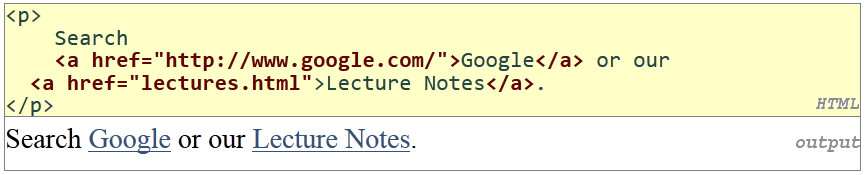 <p>
    Search
    <a href="http://www.google.com/">Google</a> or our
  <a href="lectures.html">Lecture Notes</a>.
</p>
HTML
Search Google or our Lecture Notes.
output